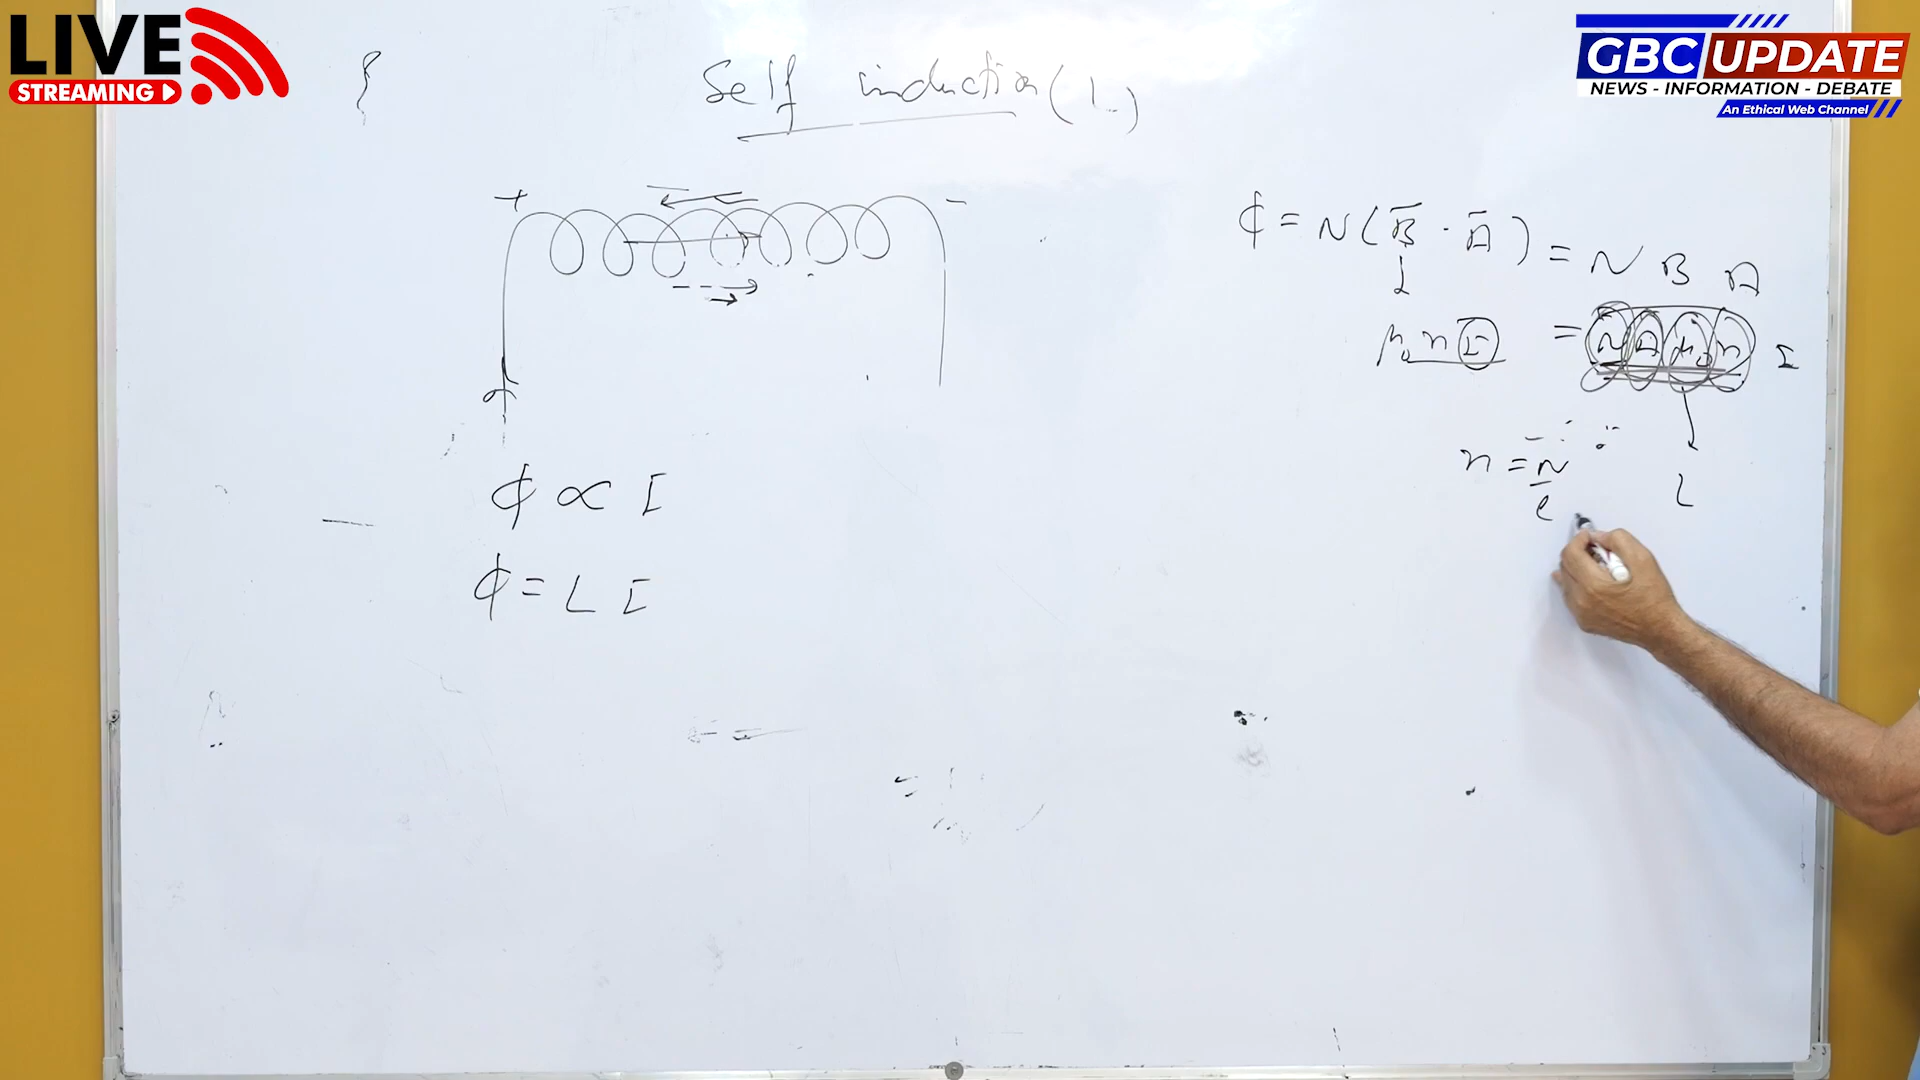 LIVE
STREAMING
GBC UPDATE
NEWS - INFORMATION - DEBATE
An Ethical Web Channel
Self induction (L)
+ -
ϕ = N(B̄ · Ā) = N B A
μ₀ n I = N A μ₀ n I
n = N/l
L
ϕ ∝ I
ϕ = L I